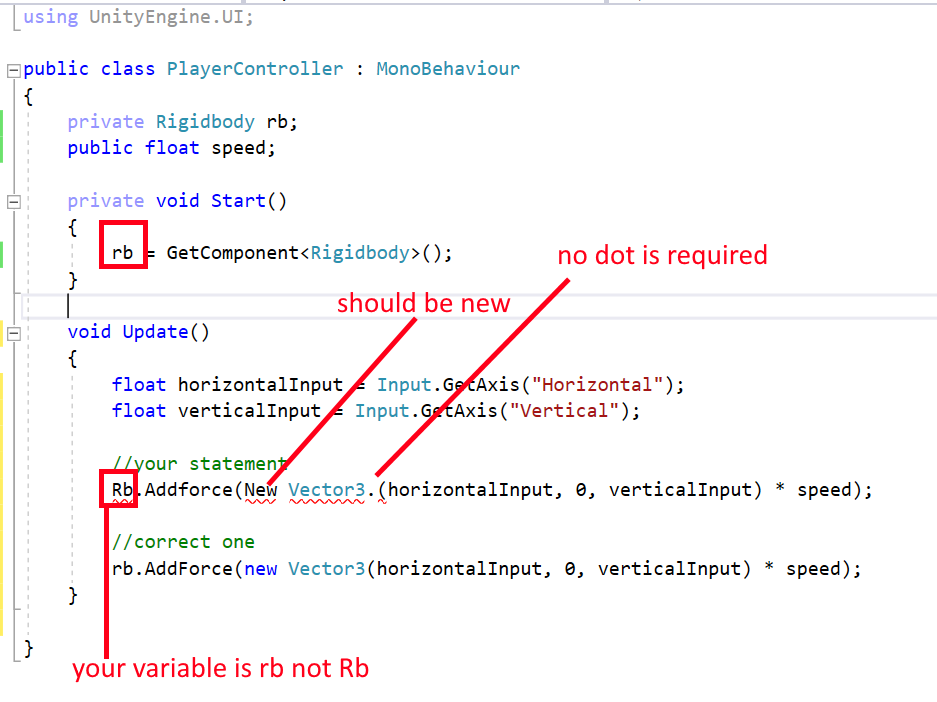 using UnityEngine.UI;
public class PlayerController : MonoBehaviour
{
private Rigidbody rb;
public float speed;
private void Start()
{
rb = GetComponent<Rigidbody>();
no dot is required
}
should be new
void Update()
{
float horizontalInput = Input.GetAxis("Horizontal");
float verticalInput = Input.GetAxis("Vertical");
//your statement
Rb.Addforce(New Vector3.(horizontalInput, 0, verticalInput) * speed);
//correct one
rb.AddForce(new Vector3(horizontalInput, 0, verticalInput) * speed);
}
}
your variable is rb not Rb